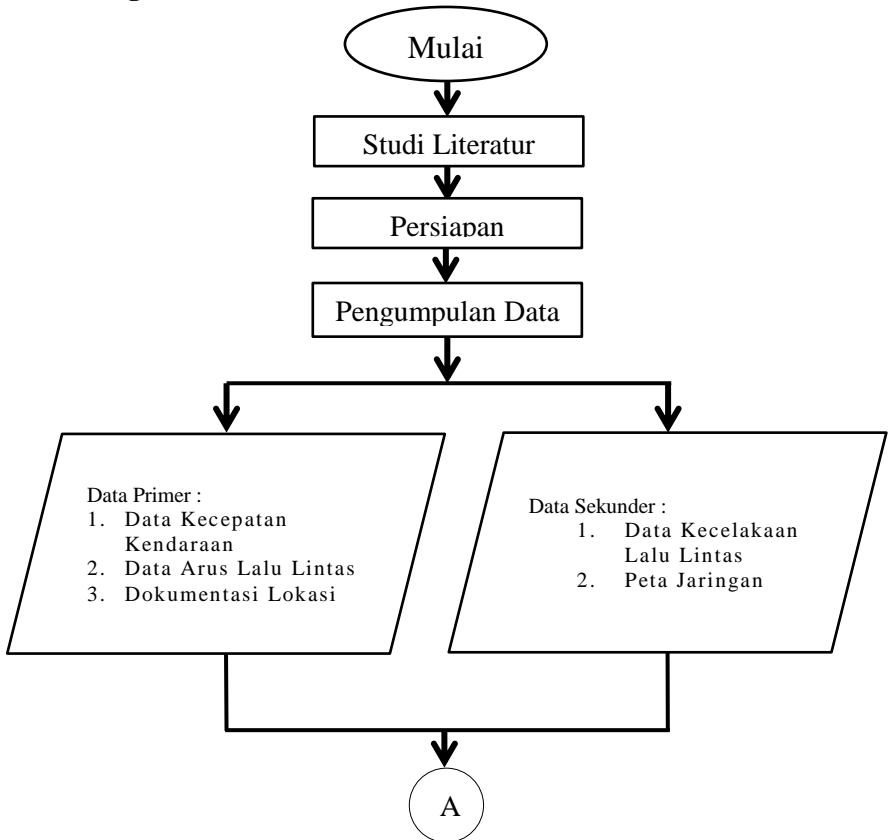 Mulai
Studi Literatur
Persiapan
Pengumpulan Data
Data Primer :
1. Data Kecepatan
Kendaraan
2. Data Arus Lalu Lintas
3. Dokumentasi Lokasi
Data Sekunder :
1. Data Kecelakaan
Lalu Lintas
2. Peta Jaringan
A